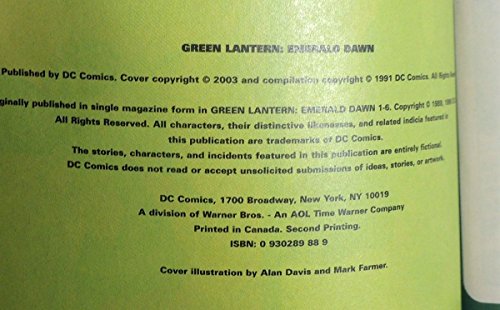 GREEN LANTERN: EMERALD DAWN
Published by DC Comics. Cover copyright © 2003 and compilation copyright © 1991 DC Comics. All Rights
ginally published in single magazine form in GREEN LANTERN: EMERALD DAWN 1-6. Copyright © 1989,
All Rights Reserved. All characters, their distinctive likenesses, and related indicia featured in
this publication are trademarks of DC Comics.
The stories, characters, and incidents featured in this publication are entirely fictional.
DC Comics does not read or accept unsolicited submissions of ideas, stories, or artwork.
DC Comics, 1700 Broadway, New York, NY 10019
A division of Warner Bros. - An AOL Time Warner Company
Printed in Canada. Second Printing.
ISBN: 0 930289 88 9
Cover illustration by Alan Davis and Mark Farmer.